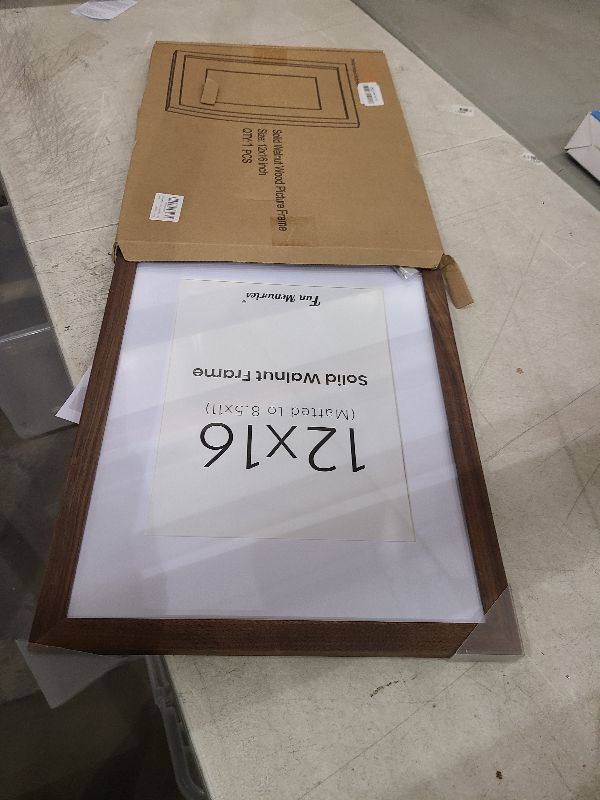 Solid Walnut Wood Picture Frame
Size: 12x16 inch
QTY:1 PCS
12x16
(Matted to 8.5x11)
Solid Walnut Frame
Fun Memories